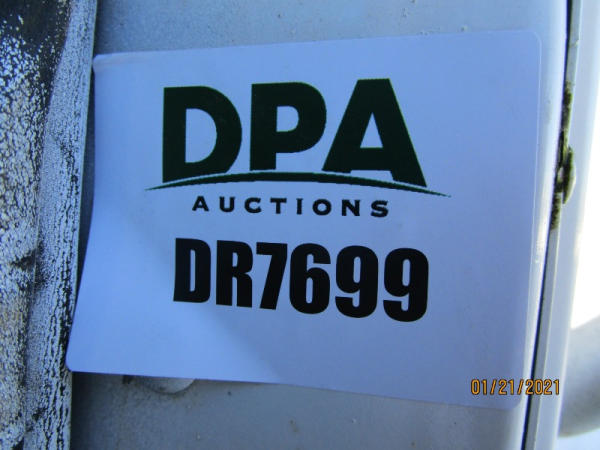 DPA
AUCTIONS
DR7699
01/21/2021